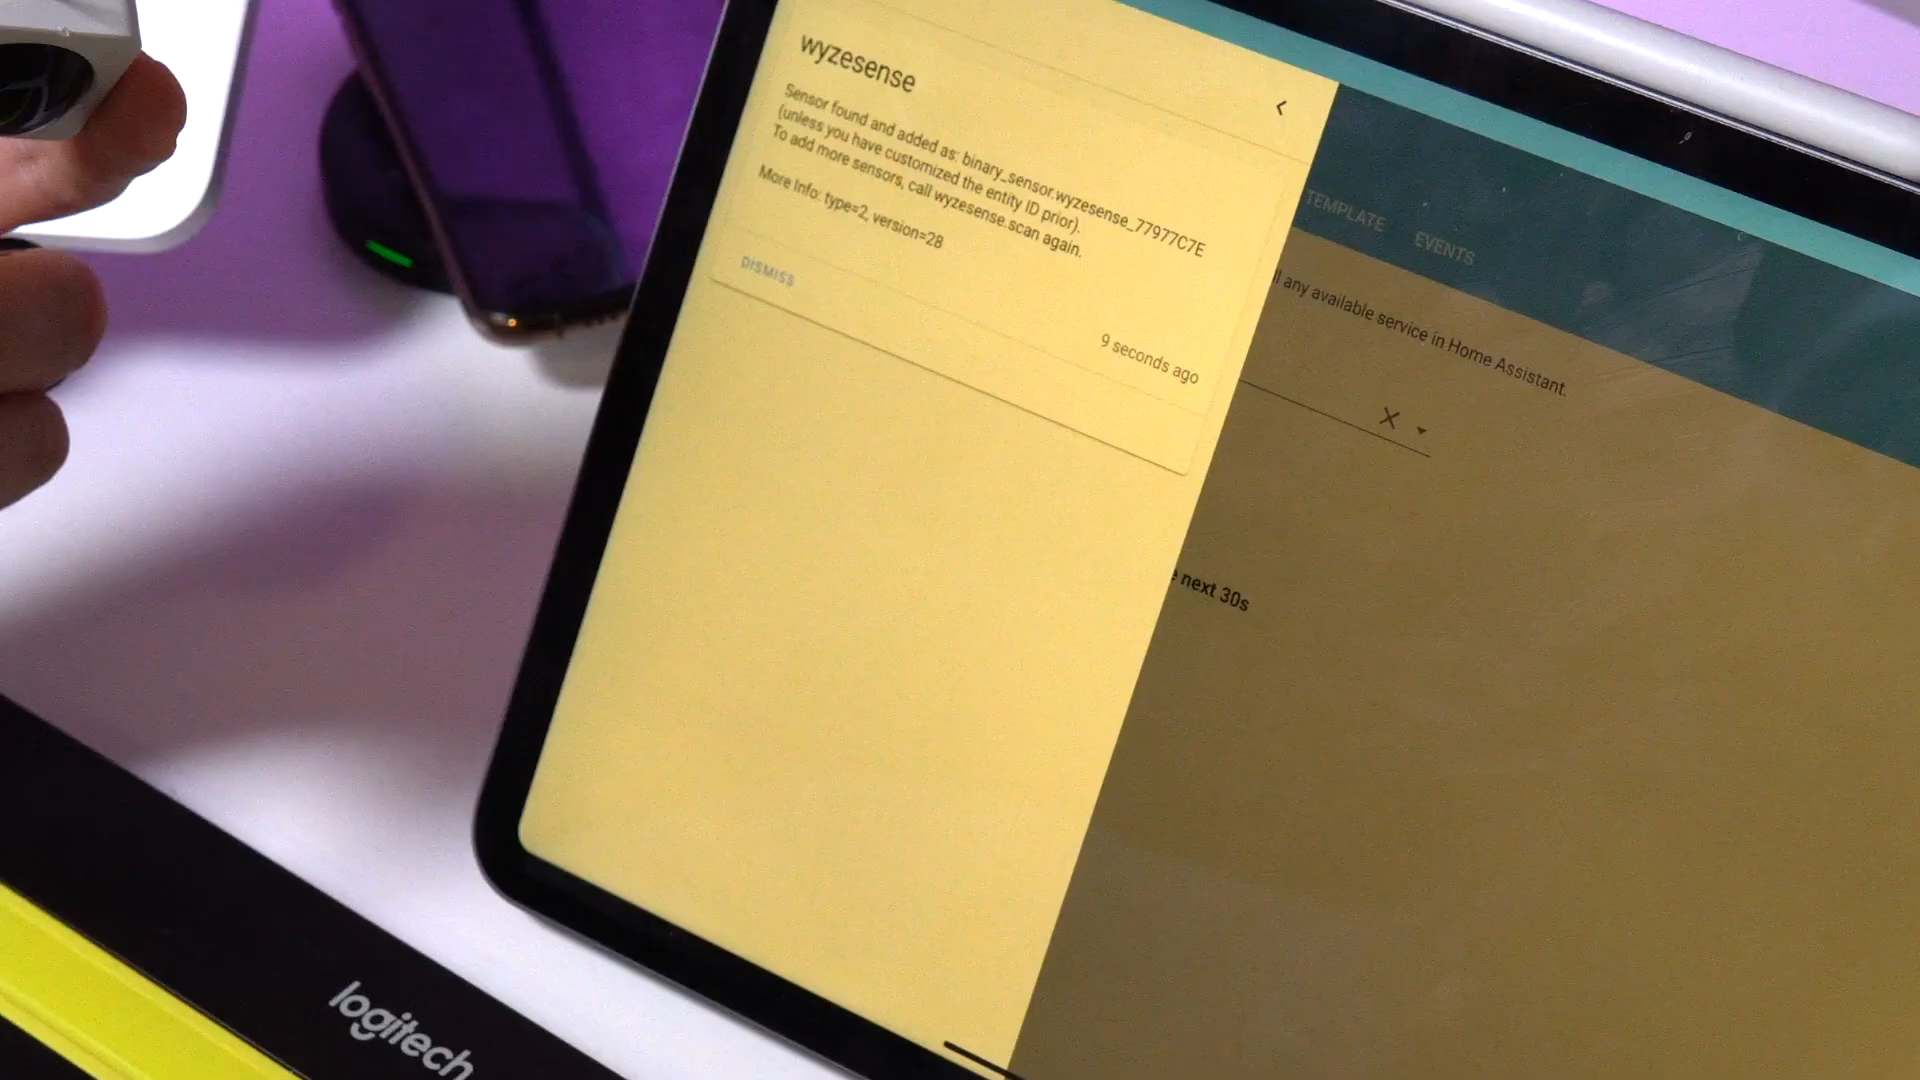 wyzesense
Sensor found and added as: binary_sensor.wyzesense_77977C7E
(unless you have customized the entity ID prior).
To add more sensors, call wyzesense.scan again.
More Info: type=2, version=28
DISMISS
9 seconds ago
TEMPLATE
EVENTS
ll any available service in Home Assistant.
next 30s
logitech